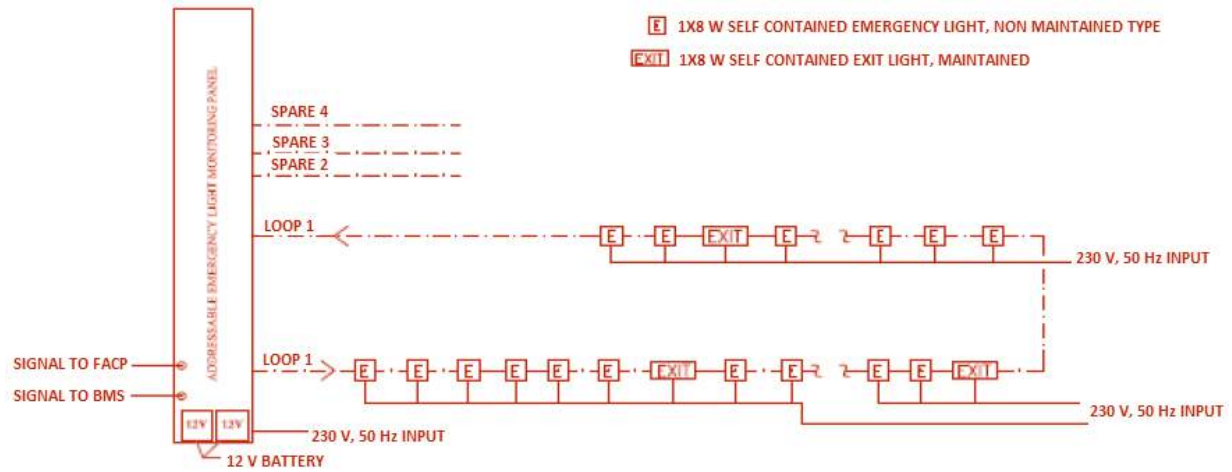 E 1X8 W SELF CONTAINED EMERGENCY LIGHT, NON MAINTAINED TYPE
EXIT 1X8 W SELF CONTAINED EXIT LIGHT, MAINTAINED
ADDRESSABLE EMERGENCY LIGHT MONITORING PANEL
SPARE 4
SPARE 3
SPARE 2
LOOP 1
E E EXIT E E E E
230 V, 50 Hz INPUT
SIGNAL TO FACP
LOOP 1
E E E E E E EXIT E E E E EXIT
SIGNAL TO BMS
230 V, 50 Hz INPUT
12V 12V
230 V, 50 Hz INPUT
12 V BATTERY